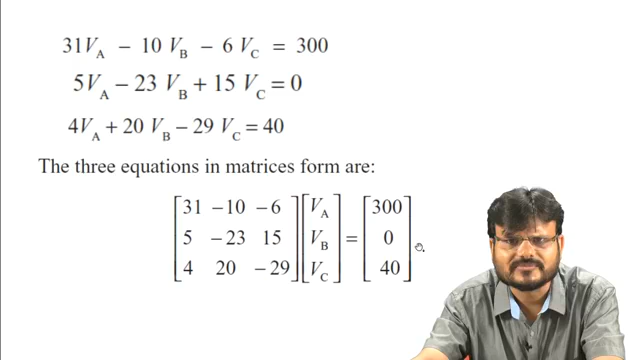 31V_A − 10 V_B − 6 V_C = 300
5V_A − 23 V_B + 15 V_C = 0
4V_A + 20 V_B − 29 V_C = 40
The three equations in matrices form are:
[31 −10 −6] [V_A] [300]
[5 −23 15] [V_B] = [0]
[4 20 −29] [V_C] [40]